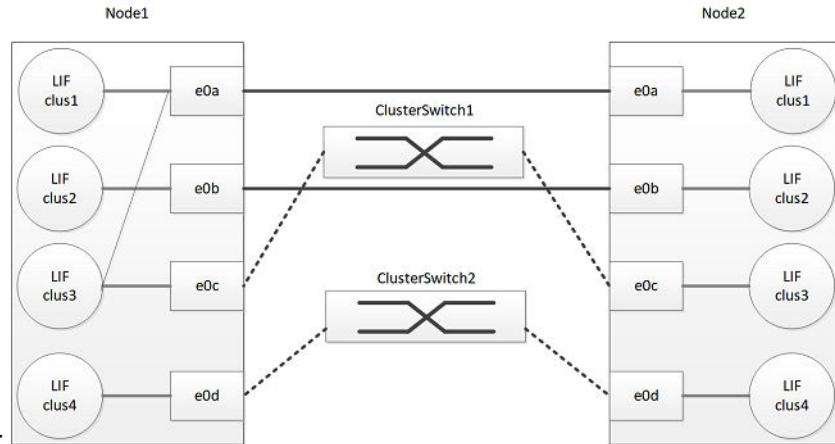 Node1
Node2
LIF
clus1
e0a
e0a
LIF
clus1
ClusterSwitch1
LIF
clus2
e0b
e0b
LIF
clus2
LIF
clus3
e0c
ClusterSwitch2
e0c
LIF
clus3
LIF
clus4
e0d
e0d
LIF
clus4